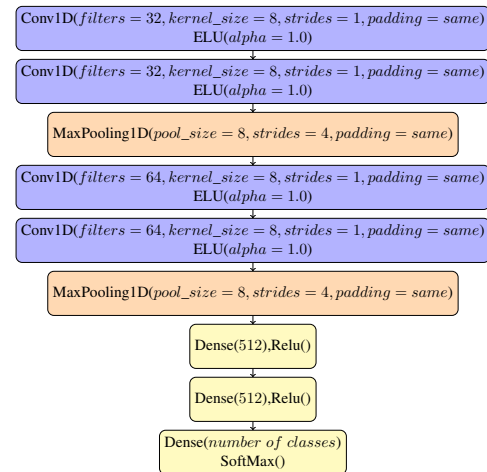 Conv1D(filters = 32, kernel_size = 8, strides = 1, padding = same)
ELU(alpha = 1.0)
Conv1D(filters = 32, kernel_size = 8, strides = 1, padding = same)
ELU(alpha = 1.0)
MaxPooling1D(pool_size = 8, strides = 4, padding = same)
Conv1D(filters = 64, kernel_size = 8, strides = 1, padding = same)
ELU(alpha = 1.0)
Conv1D(filters = 64, kernel_size = 8, strides = 1, padding = same)
ELU(alpha = 1.0)
MaxPooling1D(pool_size = 8, strides = 4, padding = same)
Dense(512),Relu()
Dense(512),Relu()
Dense(number of classes)
SoftMax()